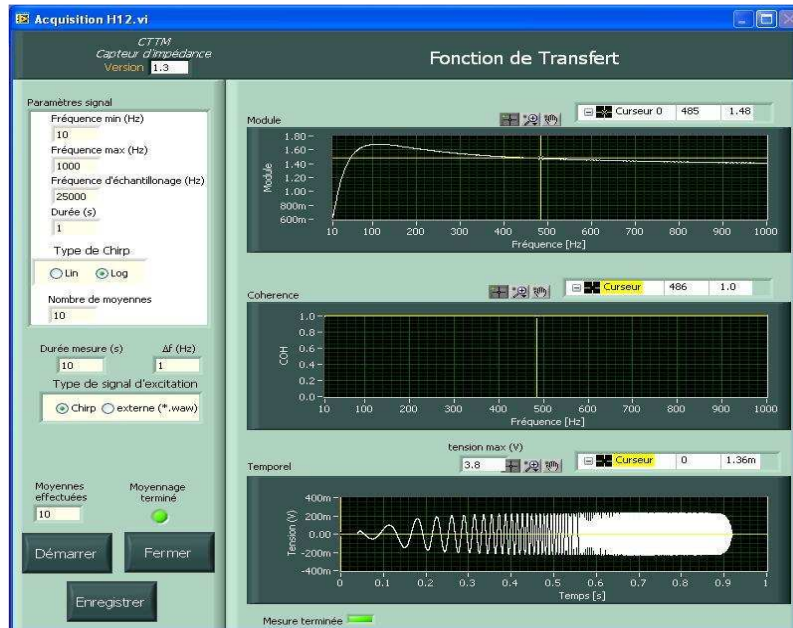 Acquisition H12.vi
CTTM
Capteur d'impédance
Version 1.3
Fonction de Transfert
Paramètres signal
Fréquence min (Hz)
10
Fréquence max (Hz)
1000
Fréquence d'échantillonage (Hz)
25000
Durée (s)
1
Type de Chirp
Lin Log
Nombre de moyennes
10
Durée mesure (s) Δf (Hz)
10 1
Type de signal d'excitation
Chirp externe (*.waw)
Moyennes effectuées
10
Moyennage terminé
Démarrer Fermer
Enregistrer
Module
Curseur 0 485 1.48
Module
1.80
1.60
1.40
1.20
1.00
800m
600m
10 100 200 300 400 500 600 700 800 900 1000
Fréquence [Hz]
Coherence
Curseur 486 1.0
COH
1.0
0.8
0.6
0.4
0.2
0.0
10 100 200 300 400 500 600 700 800 900 1000
Fréquence [Hz]
tension max (V)
3.8
Temporel
Curseur 0 1.36m
Tension (V)
400m
200m
0.00
-200m
-400m
0 0.1 0.2 0.3 0.4 0.5 0.6 0.7 0.8 0.9 1
Temps [s]
Mesure terminée